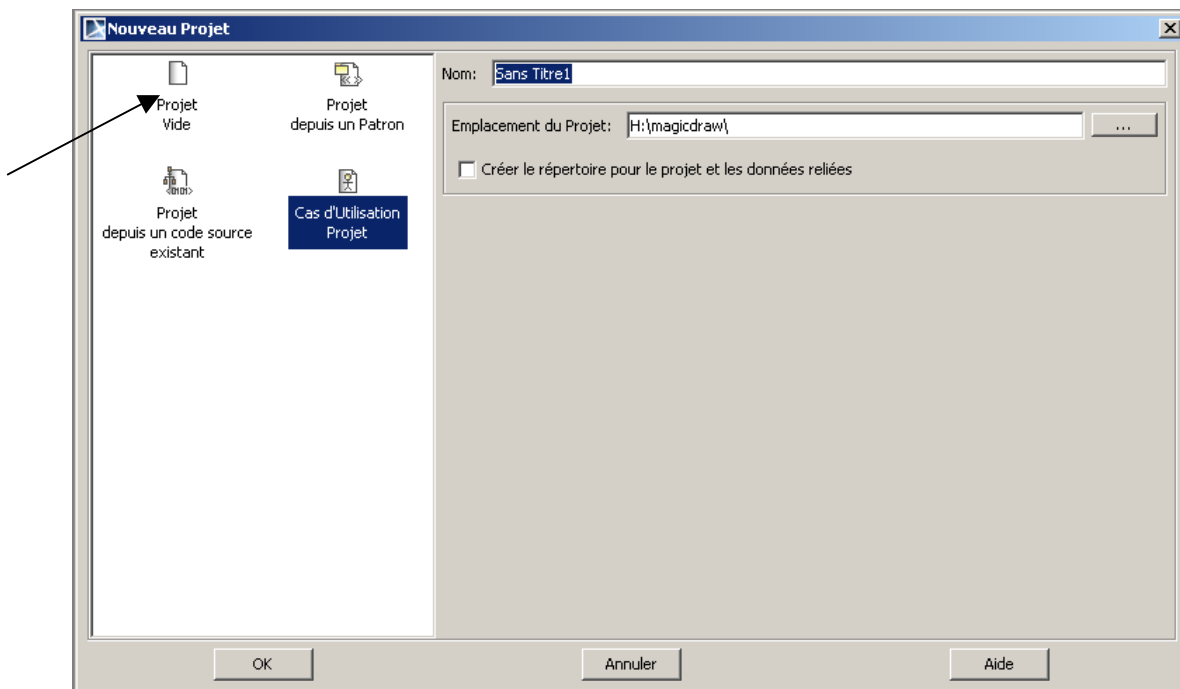 Nouveau Projet
Projet
Vide
Projet
depuis un Patron
Projet
depuis un code source
existant
Cas d'Utilisation
Projet
Nom: Sans Titre1
Emplacement du Projet: H:\magicdraw\ ...
Créer le répertoire pour le projet et les données reliées
OK Annuler Aide